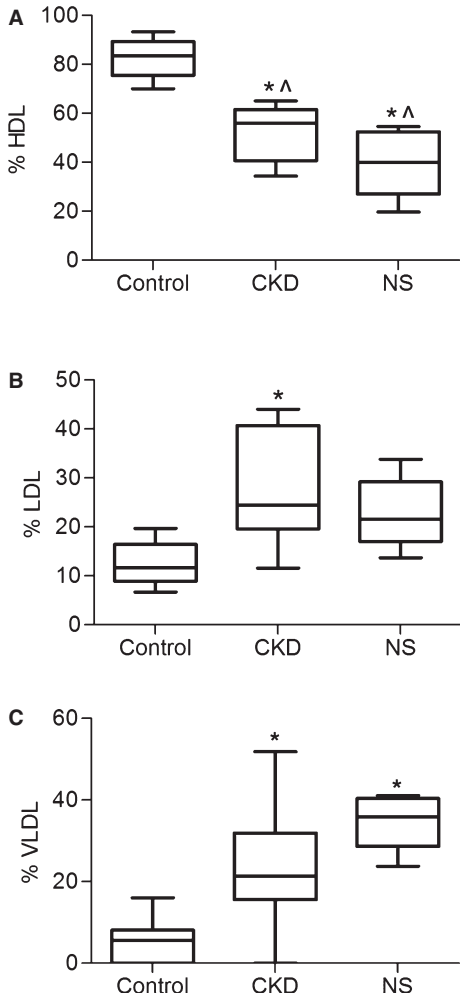 A
100
80
60
40
20
0
% HDL
* ^
* ^
Control CKD NS
B
50
40
30
20
10
0
% LDL
*
Control CKD NS
C
60
40
20
0
% VLDL
*
*
Control CKD NS